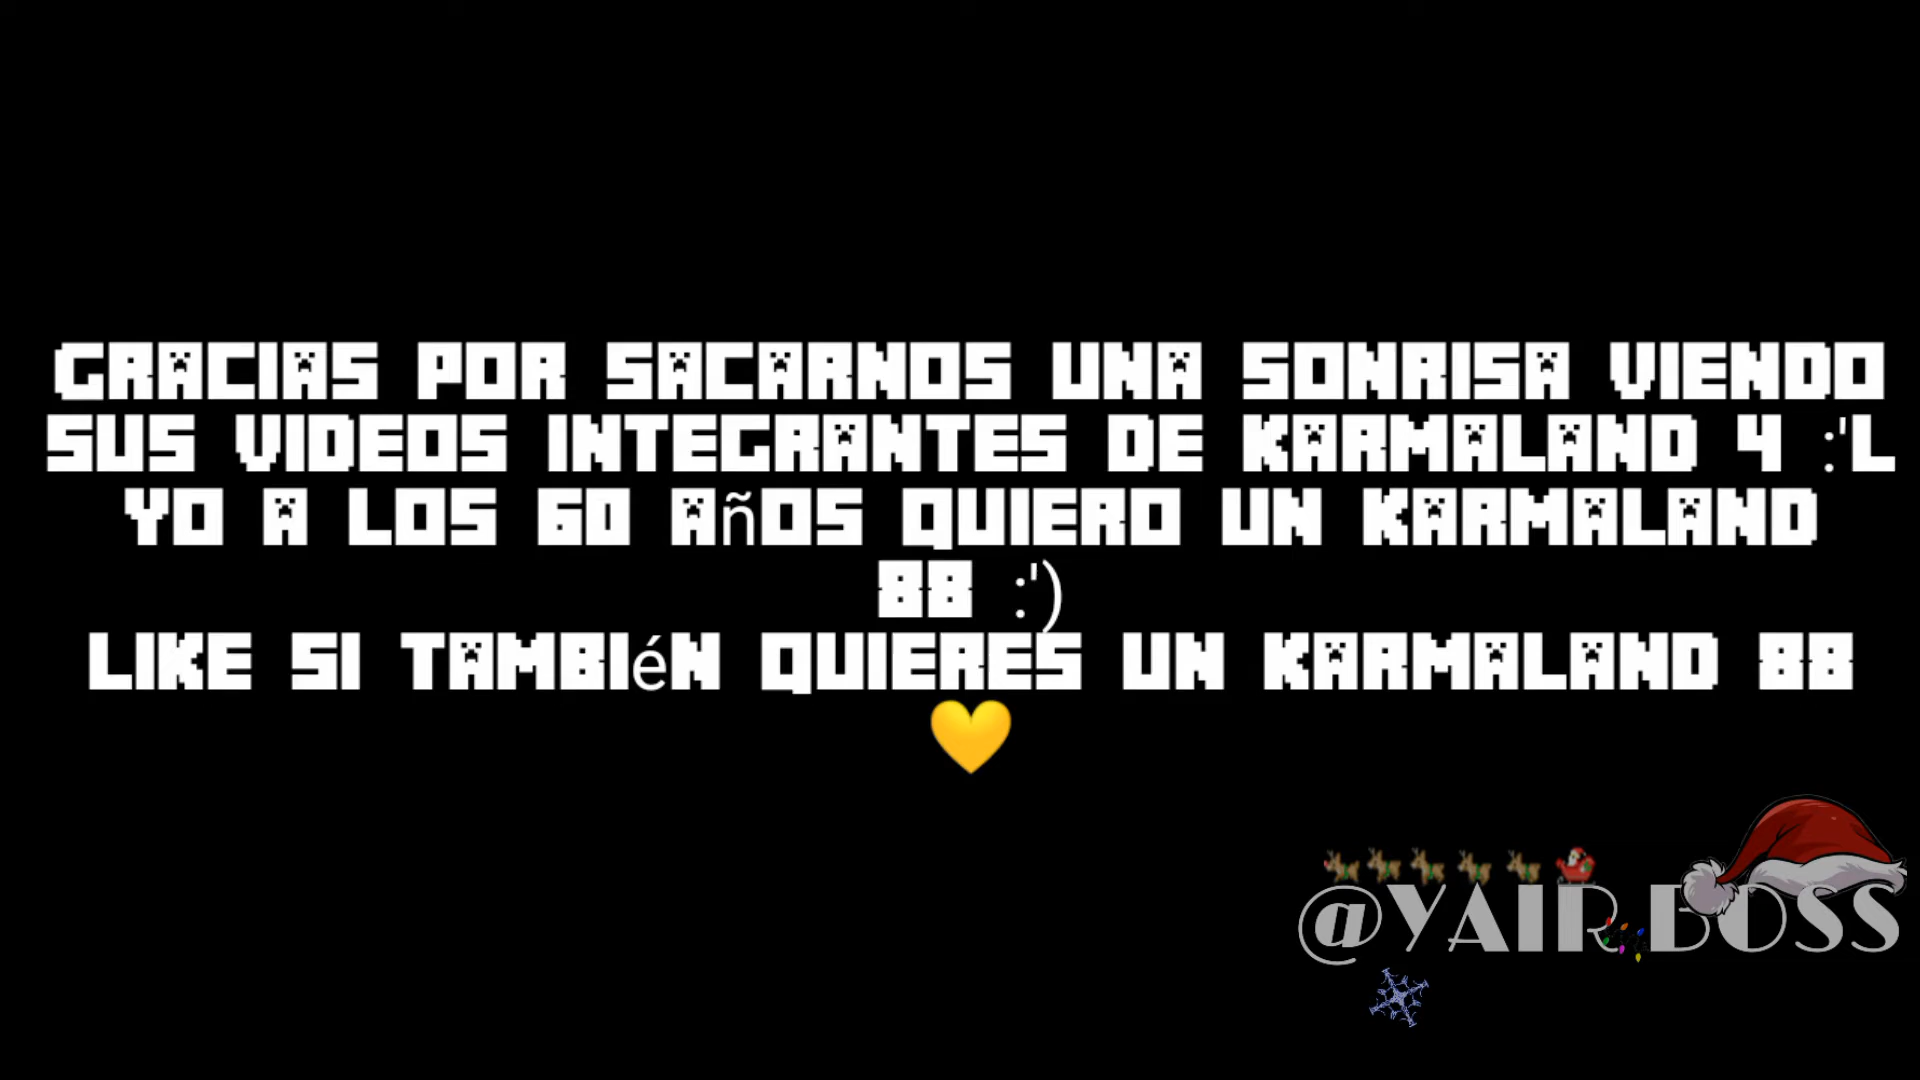 GRACIAS POR SACARNOS UNA SONRISA VIENDO
SUS VIDEOS INTEGRANTES DE KARMALAND 4 :'L
YO A LOS 60 AñOS QUIERO UN KARMALAND
88 :')
LIKE SI TAMBIéN QUIERES UN KARMALAND 88
💛
@YAIR.BOSS